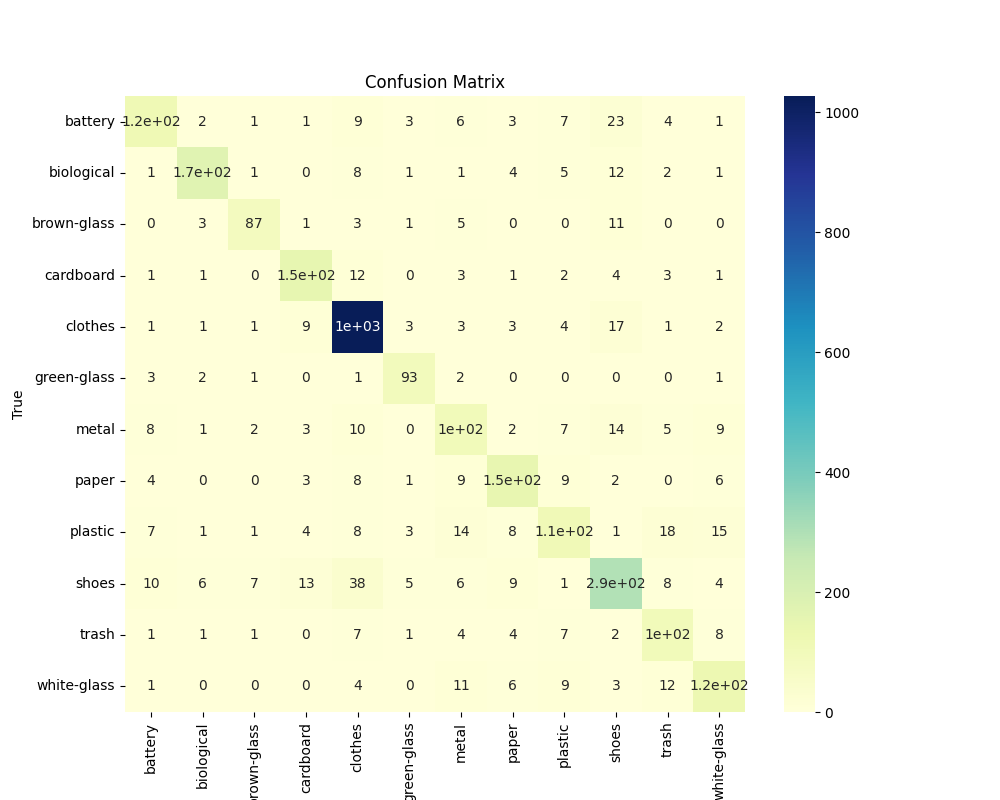 Confusion Matrix
battery 1.2e+02 2 1 1 9 3 6 3 7 23 4 1
biological 1 1.7e+02 1 0 8 1 1 4 5 12 2 1
brown-glass 0 3 87 1 3 1 5 0 0 11 0 0
cardboard 1 1 0 1.5e+02 12 0 3 1 2 4 3 1
clothes 1 1 1 9 1e+03 3 3 3 4 17 1 2
green-glass 3 2 1 0 1 93 2 0 0 0 0 1
metal 8 1 2 3 10 0 1e+02 2 7 14 5 9
paper 4 0 0 3 8 1 9 1.5e+02 9 2 0 6
plastic 7 1 1 4 8 3 14 8 1.1e+02 1 18 15
shoes 10 6 7 13 38 5 6 9 1 2.9e+02 8 4
trash 1 1 1 0 7 1 4 4 7 2 1e+02 8
white-glass 1 0 0 0 4 0 11 6 9 3 12 1.2e+02
True
battery biological brown-glass cardboard clothes green-glass metal paper plastic shoes trash white-glass
1000
800
600
400
200
0